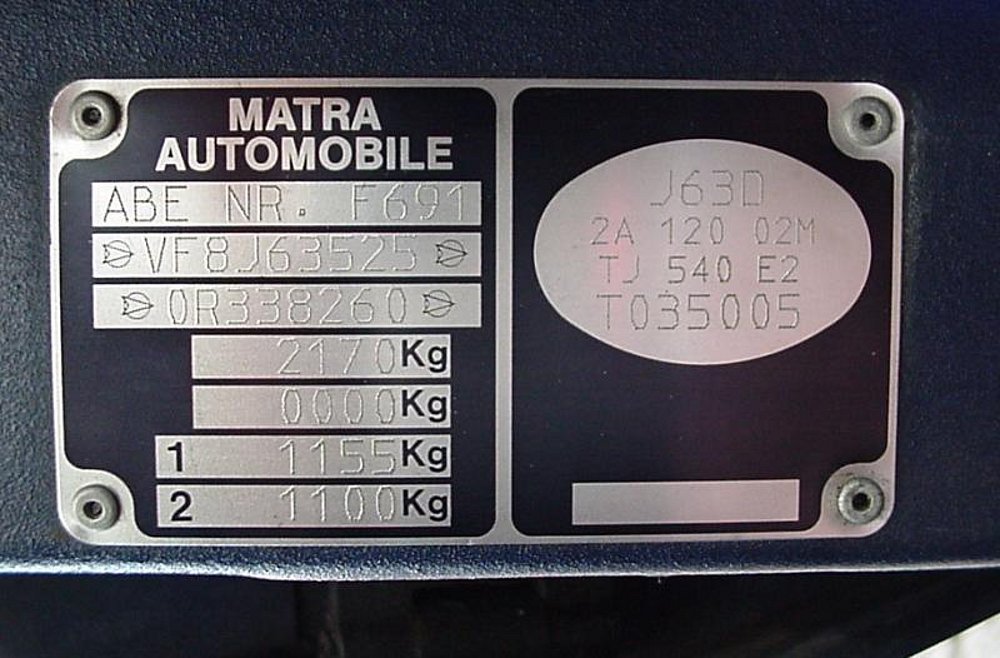 MATRA
AUTOMOBILE
ABE NR. F691
VF8J63525
0R338260
2170Kg
0000Kg
1 1155Kg
2 1100Kg
J63D
2A 120 02M
TJ 540 E2
T035005